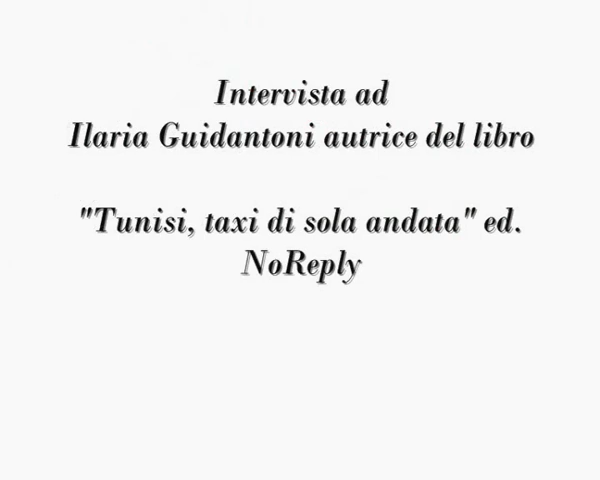 Intervista ad
Ilaria Guidantoni autrice del libro
"Tunisi, taxi di sola andata" ed.
NoReply